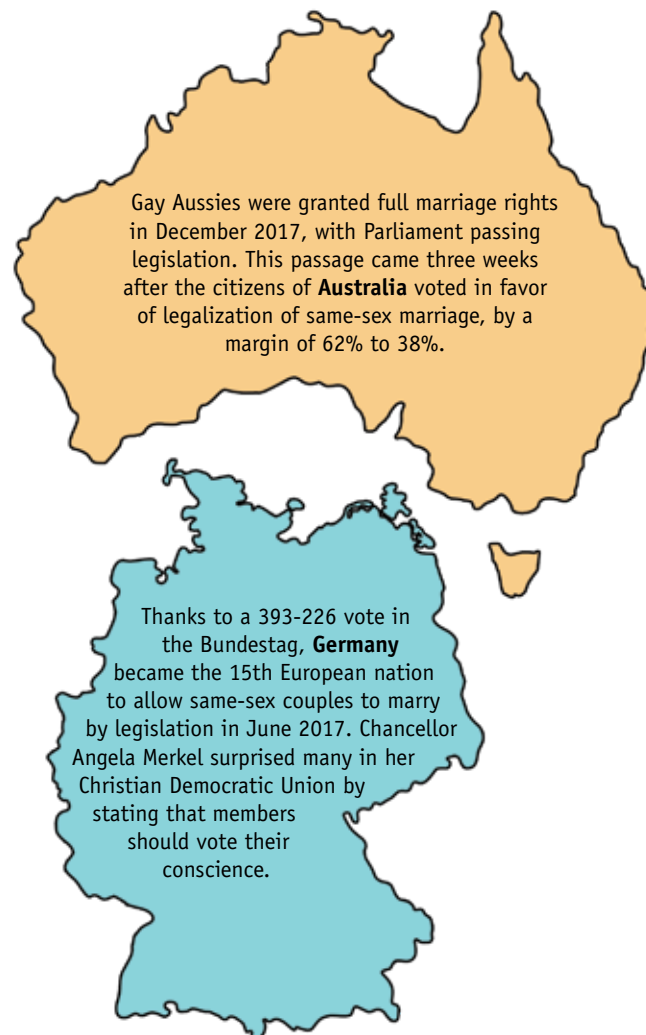 Gay Aussies were granted full marriage rights
in December 2017, with Parliament passing
legislation. This passage came three weeks
after the citizens of Australia voted in favor
of legalization of same-sex marriage, by a
margin of 62% to 38%.
Thanks to a 393-226 vote in
the Bundestag, Germany
became the 15th European nation
to allow same-sex couples to marry
by legislation in June 2017. Chancellor
Angela Merkel surprised many in her
Christian Democratic Union by
stating that members
should vote their
conscience.